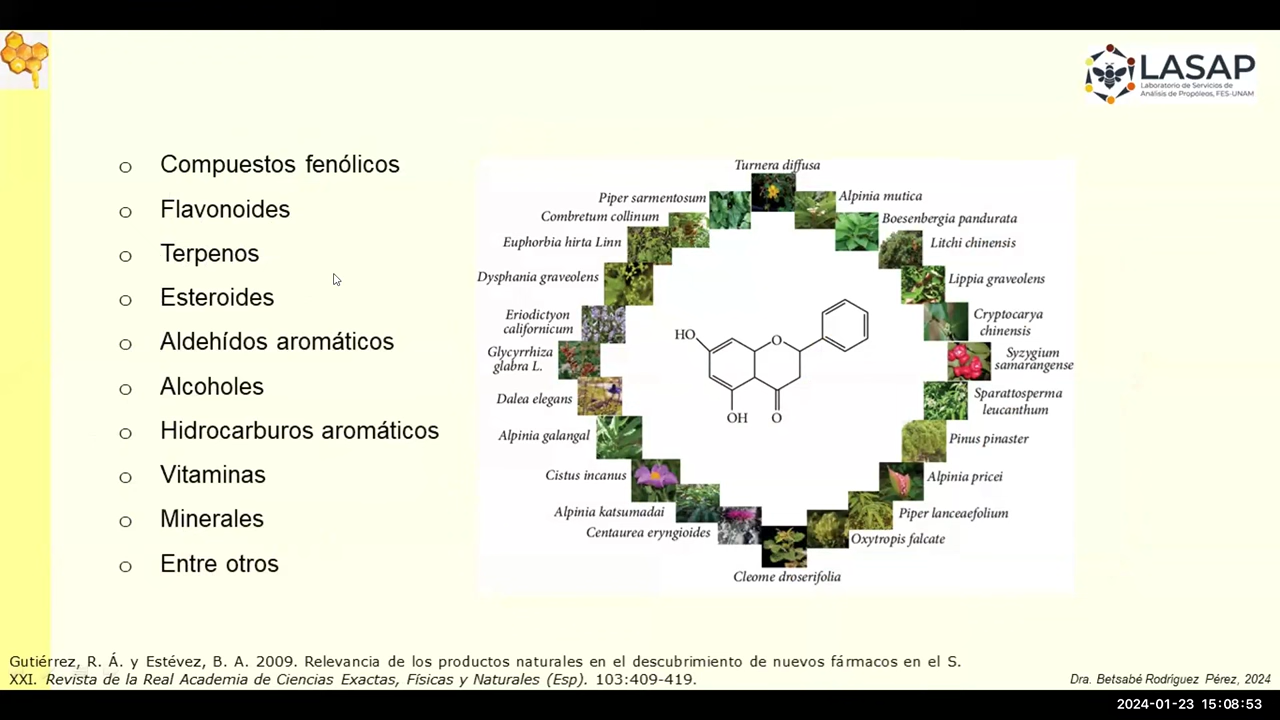 LASAP
Laboratorio de Servicios de
Análisis de Propóleos, FES-UNAM
o Compuestos fenólicos
o Flavonoides
o Terpenos
o Esteroides
o Aldehídos aromáticos
o Alcoholes
o Hidrocarburos aromáticos
o Vitaminas
o Minerales
o Entre otros
Turnera diffusa
Piper sarmentosum
Alpinia mutica
Combretum collinum
Boesenbergia pandurata
Euphorbia hirta Linn
Litchi chinensis
Dysphania graveolens
Lippia graveolens
Eriodictyon
californicum
Cryptocarya
chinensis
Glycyrrhiza
glabra L.
Syzygium
samarangense
Dalea elegans
Sparattosperma
leucanthum
Alpinia galangal
Pinus pinaster
Cistus incanus
Alpinia pricei
Alpinia katsumadai
Piper lanceaefolium
Centaurea eryngioides
Oxytropis falcate
Cleome droserifolia
HO
O
OH
O
Gutiérrez, R. Á. y Estévez, B. A. 2009. Relevancia de los productos naturales en el descubrimiento de nuevos fármacos en el S.
XXI. Revista de la Real Academia de Ciencias Exactas, Físicas y Naturales (Esp). 103:409-419.
Dra. Betsabé Rodríguez Pérez, 2024
2024-01-23 15:08:53